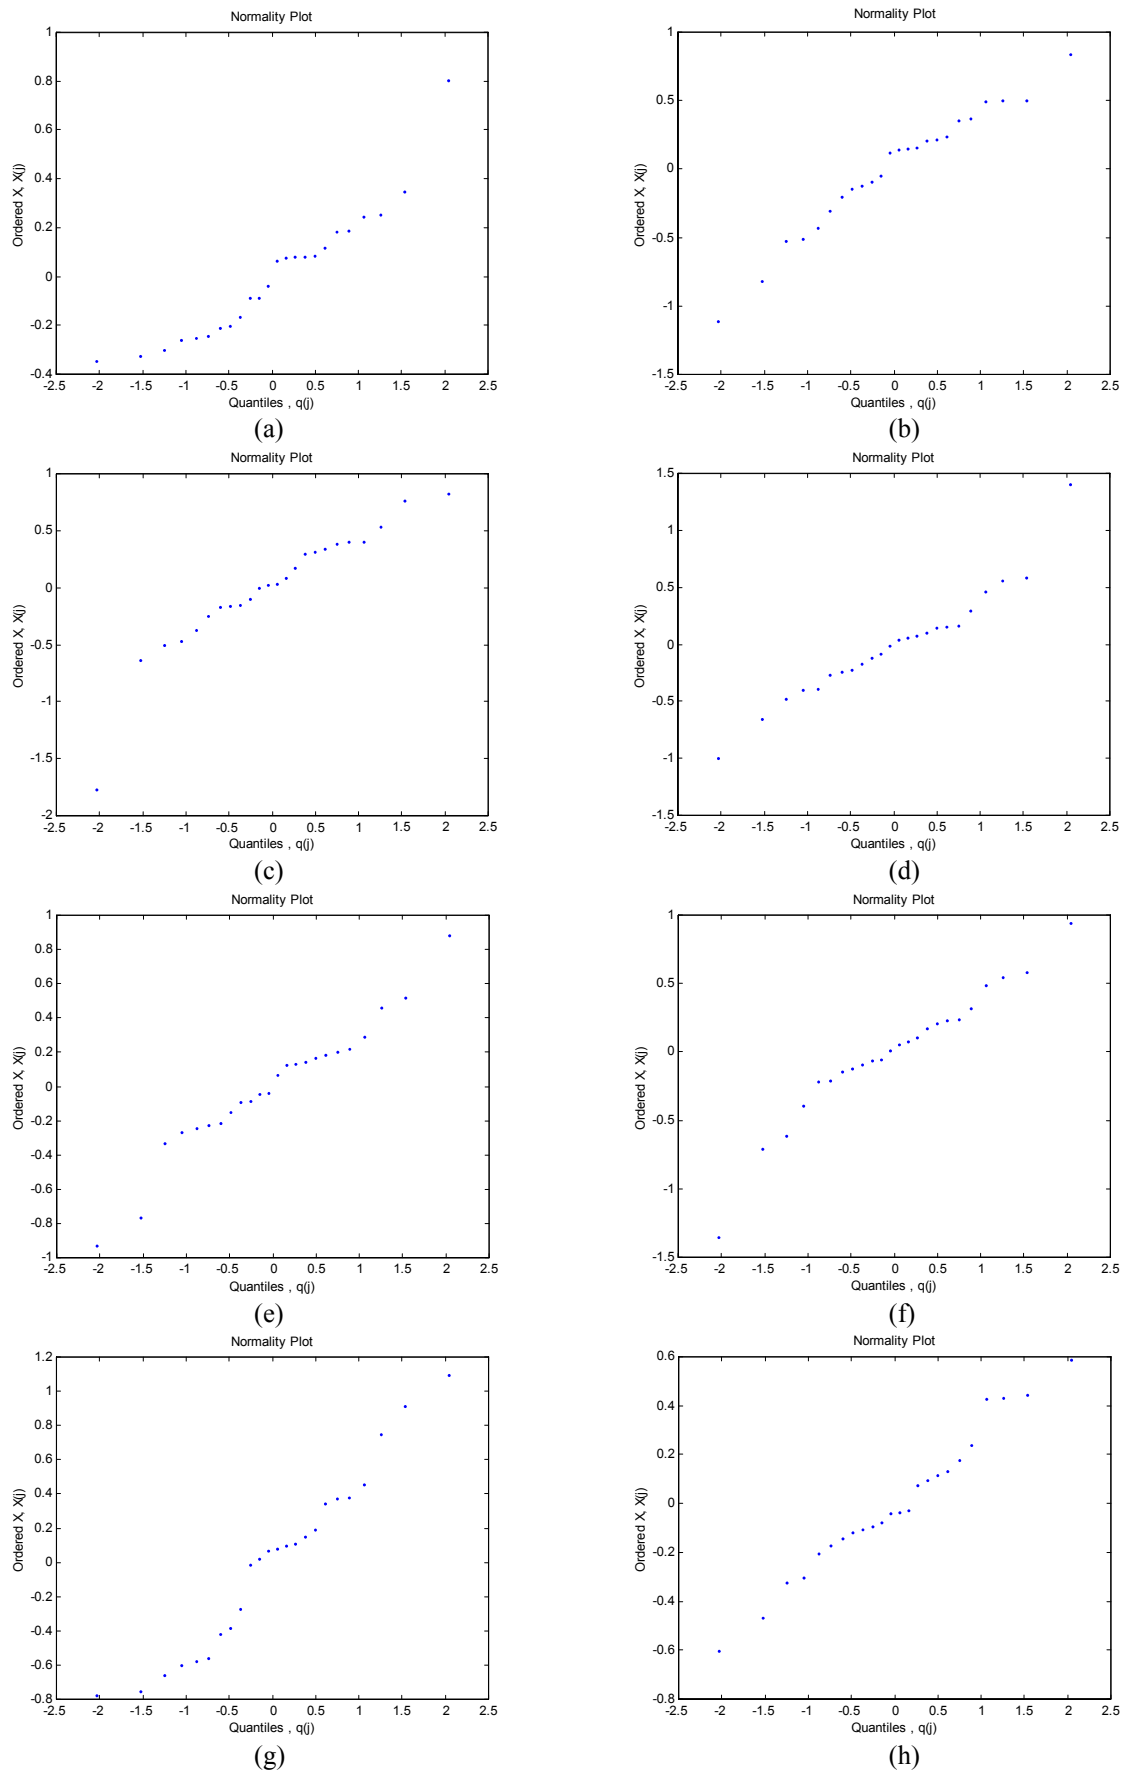 Normality Plot
1
0.8
0.6
0.4
0.2
0
-0.2
-0.4
Ordered X, X(j)
-2.5 -2 -1.5 -1 -0.5 0 0.5 1 1.5 2 2.5
Quantiles , q(j)
(a)
Normality Plot
1
0.5
0
-0.5
-1
-1.5
Ordered X, X(j)
-2.5 -2 -1.5 -1 -0.5 0 0.5 1 1.5 2 2.5
Quantiles , q(j)
(b)
Normality Plot
1
0.5
0
-0.5
-1
-1.5
-2
Ordered X, X(j)
-2.5 -2 -1.5 -1 -0.5 0 0.5 1 1.5 2 2.5
Quantiles , q(j)
(c)
Normality Plot
1.5
1
0.5
0
-0.5
-1
-1.5
Ordered X, X(j)
-2.5 -2 -1.5 -1 -0.5 0 0.5 1 1.5 2 2.5
Quantiles , q(j)
(d)
Normality Plot
1
0.8
0.6
0.4
0.2
0
-0.2
-0.4
-0.6
-0.8
-1
Ordered X, X(j)
-2.5 -2 -1.5 -1 -0.5 0 0.5 1 1.5 2 2.5
Quantiles , q(j)
(e)
Normality Plot
1
0.5
0
-0.5
-1
-1.5
Ordered X, X(j)
-2.5 -2 -1.5 -1 -0.5 0 0.5 1 1.5 2 2.5
Quantiles , q(j)
(f)
Normality Plot
1.2
1
0.8
0.6
0.4
0.2
0
-0.2
-0.4
-0.6
-0.8
Ordered X, X(j)
-2.5 -2 -1.5 -1 -0.5 0 0.5 1 1.5 2 2.5
Quantiles , q(j)
(g)
Normality Plot
0.6
0.4
0.2
0
-0.2
-0.4
-0.6
-0.8
Ordered X, X(j)
-2.5 -2 -1.5 -1 -0.5 0 0.5 1 1.5 2 2.5
Quantiles , q(j)
(h)